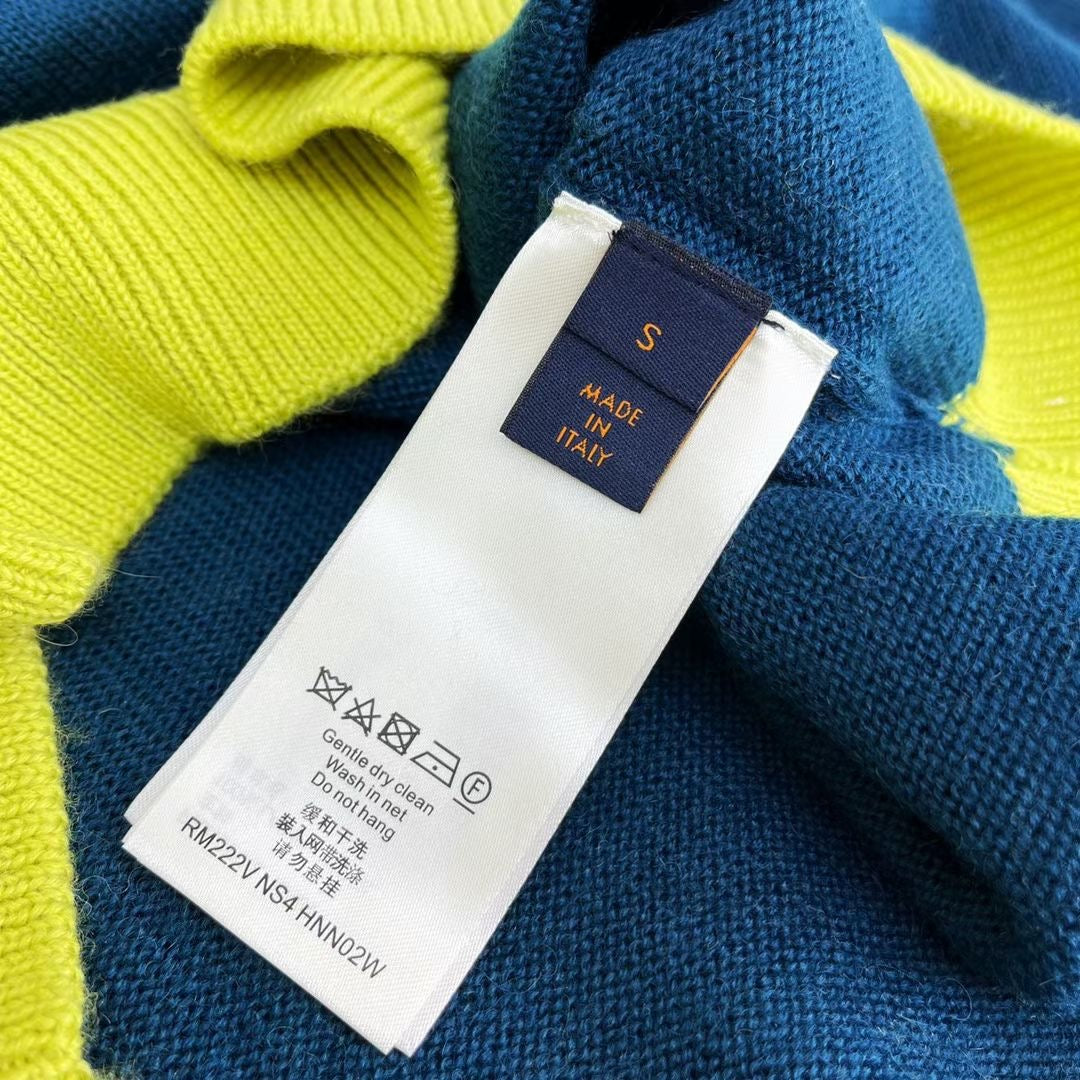 S
MADE
IN
ITALY
F
Gentle dry clean
Wash in net
Do not hang
缓和干洗
装入网带洗涤
请勿悬挂
RM222V NS4 HNN02W